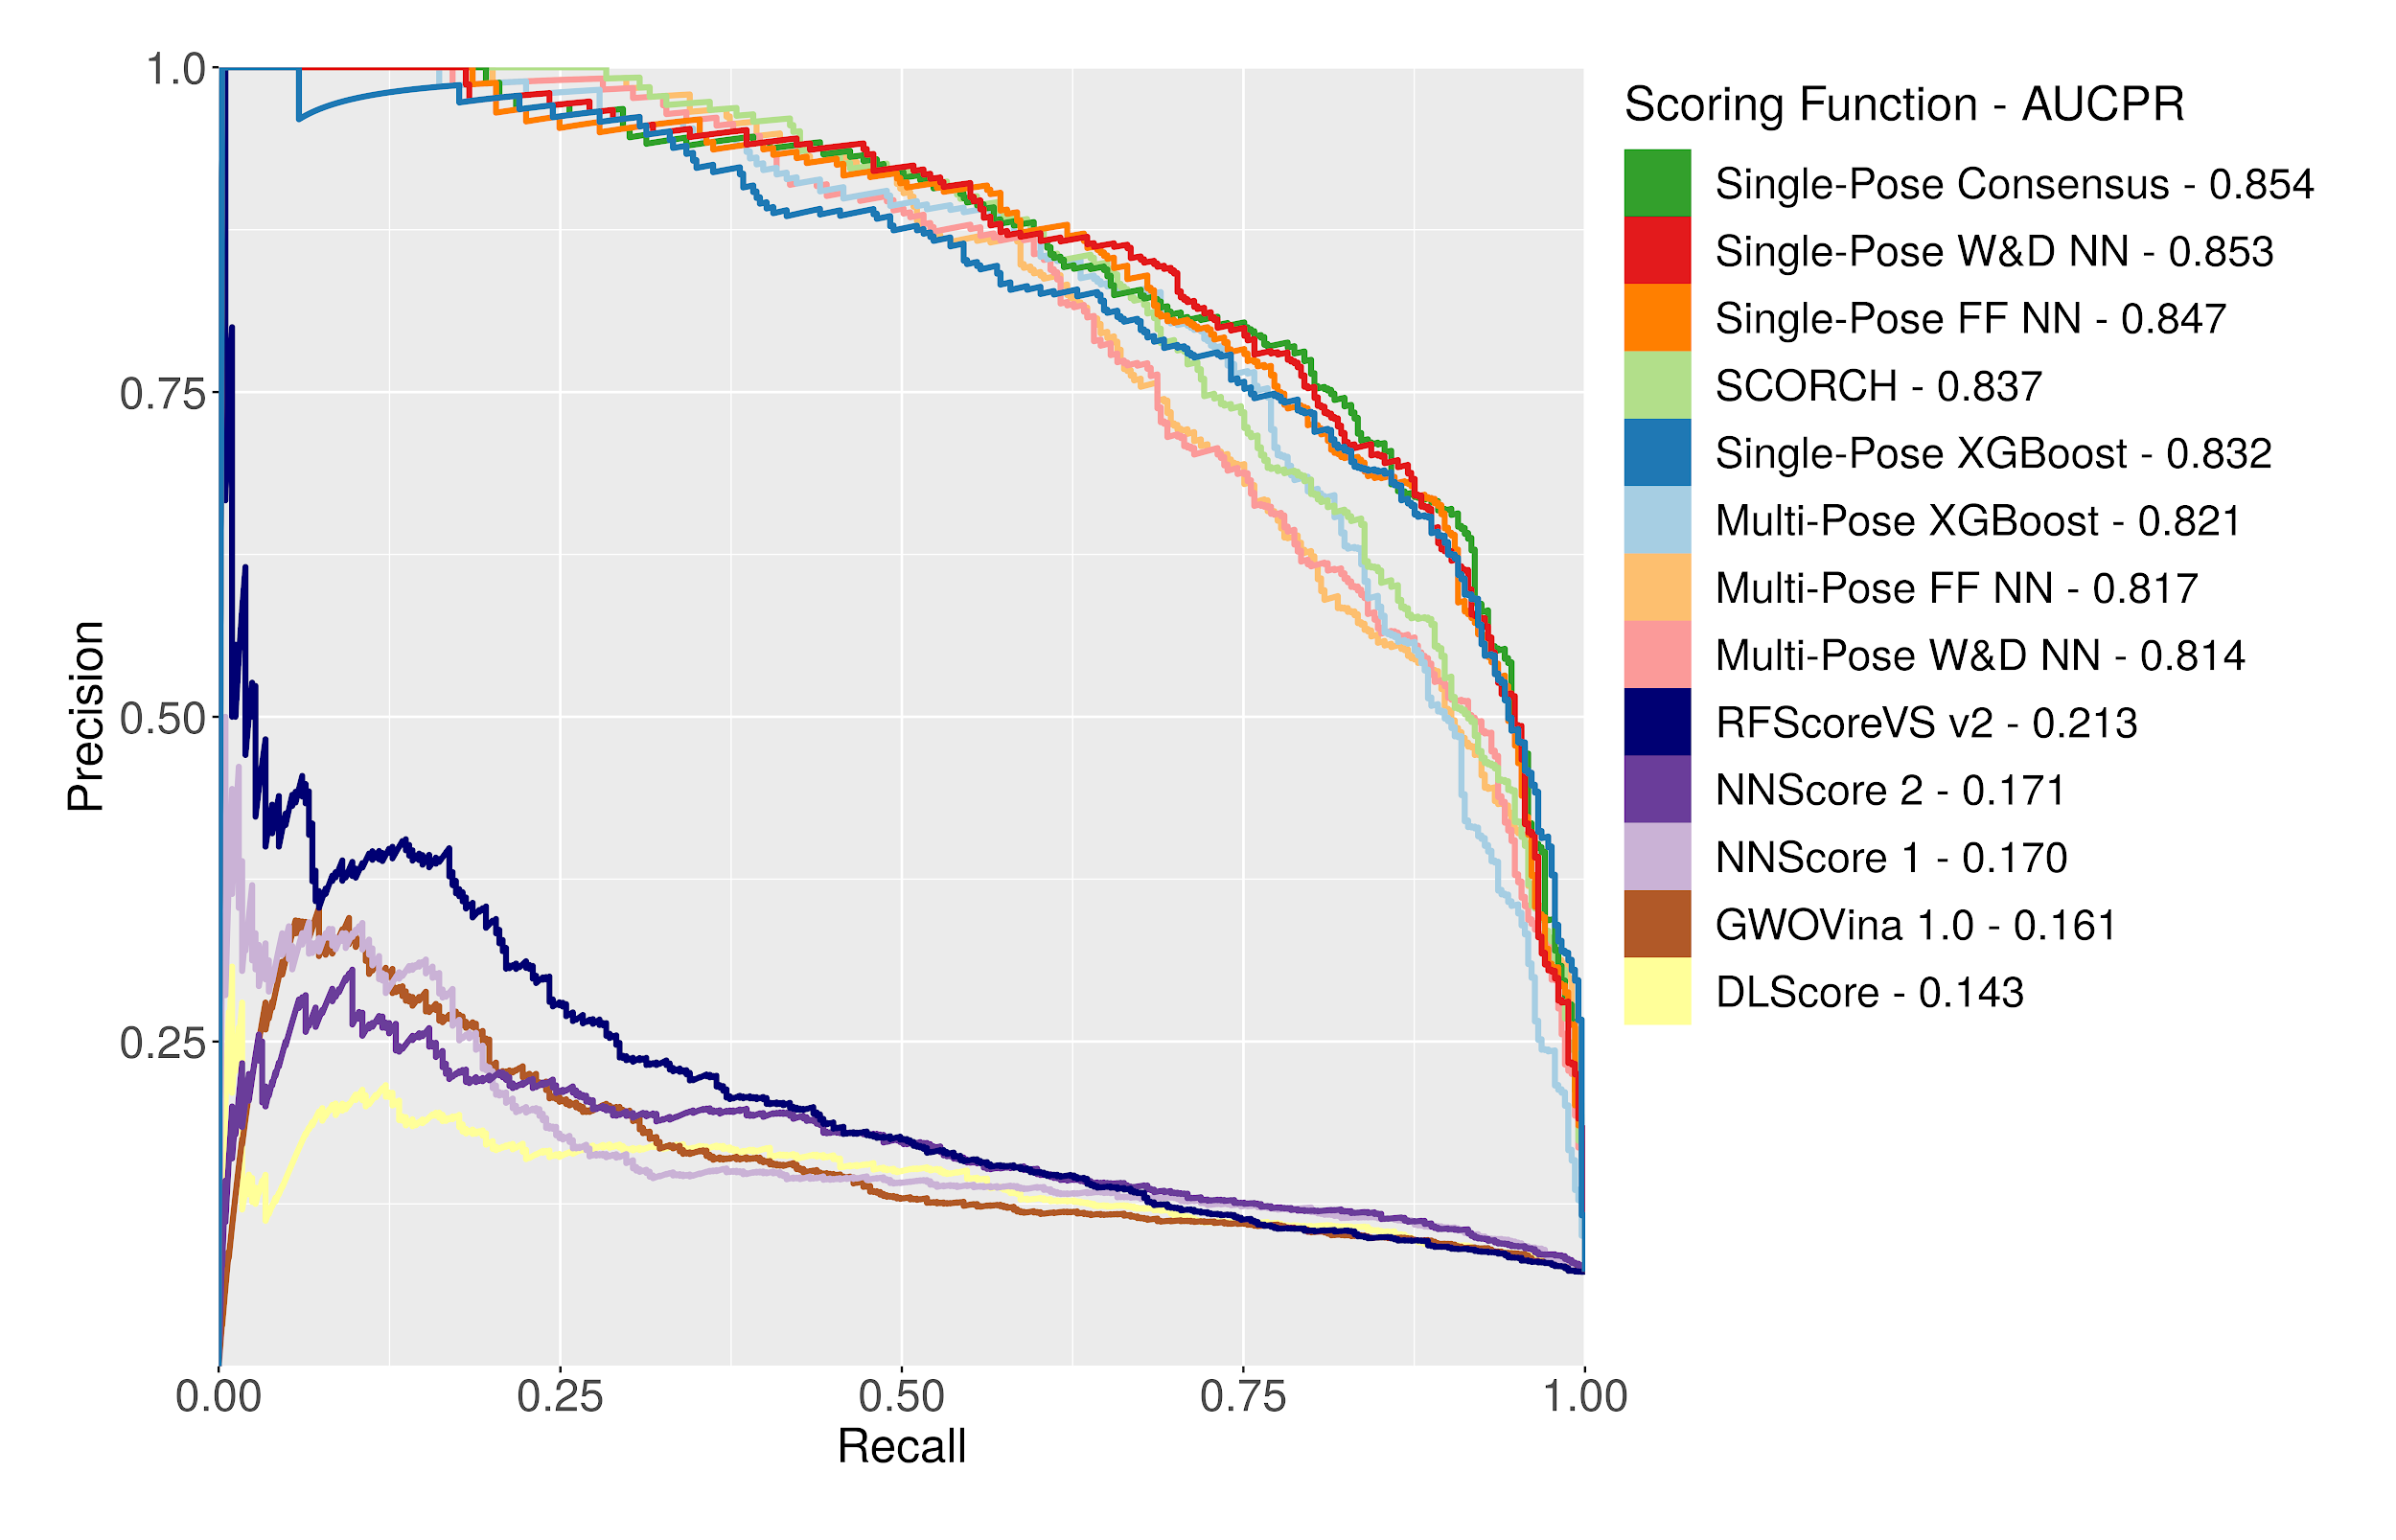 Scoring Function - AUCPR
Single-Pose Consensus - 0.854
Single-Pose W&D NN - 0.853
Single-Pose FF NN - 0.847
SCORCH - 0.837
Single-Pose XGBoost - 0.832
Multi-Pose XGBoost - 0.821
Multi-Pose FF NN - 0.817
Multi-Pose W&D NN - 0.814
RFScoreVS v2 - 0.213
NNScore 2 - 0.171
NNScore 1 - 0.170
GWOVina 1.0 - 0.161
DLScore - 0.143
Precision
1.0
0.75
0.50
0.25
0.00 0.25 0.50 0.75 1.00
Recall